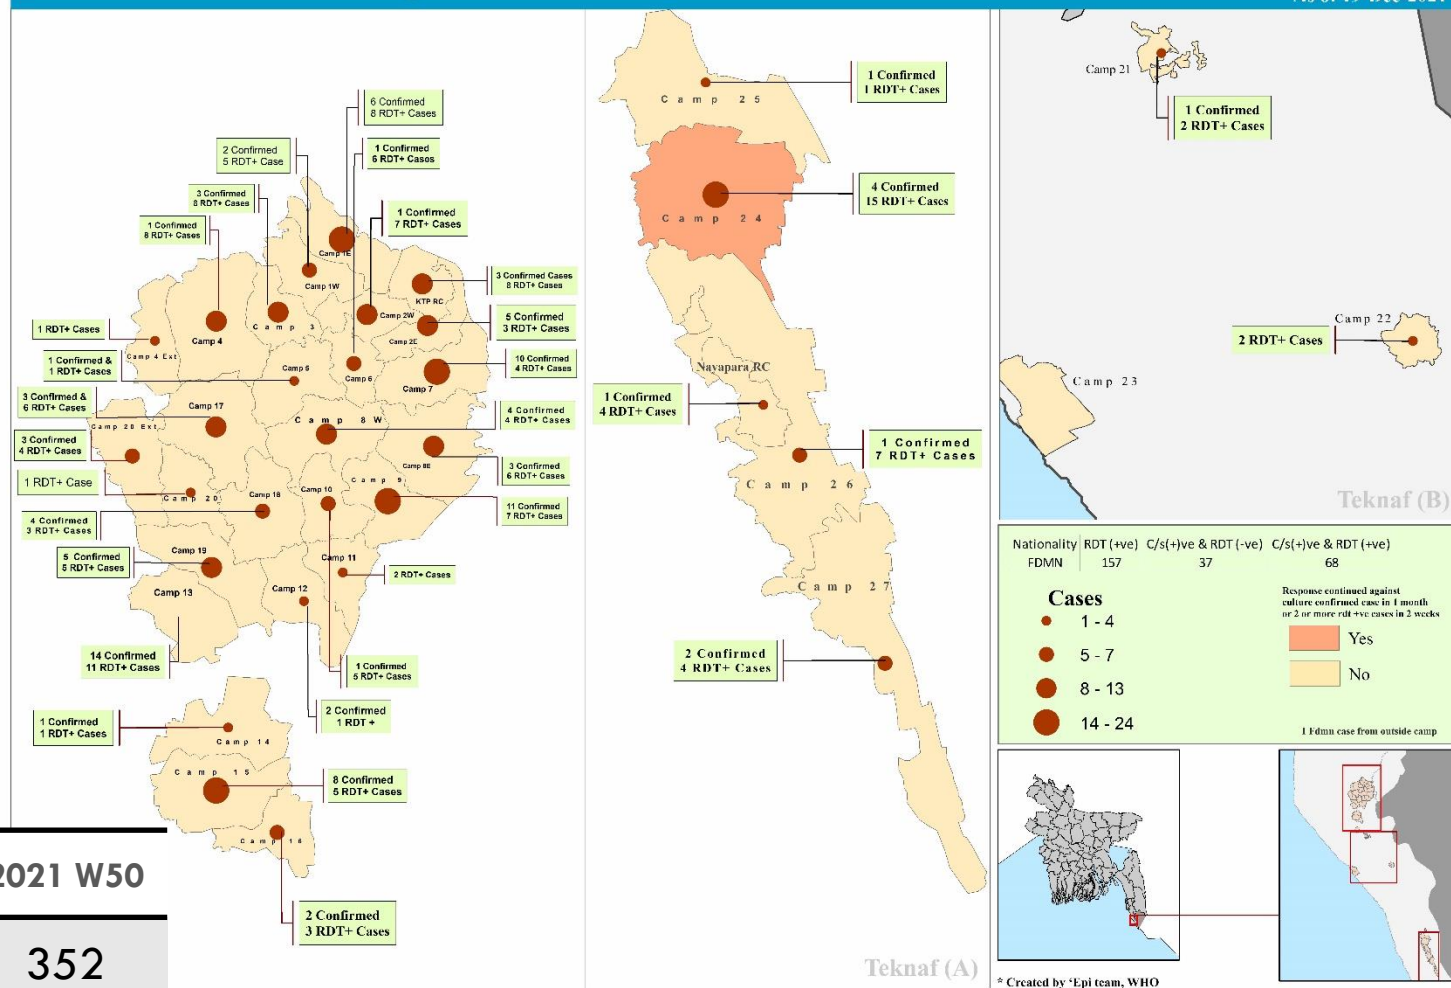 6 Confirmed
8 RDT+ Cases
2 Confirmed
5 RDT+ Case
1 Confirmed
6 RDT+ Cases
3 Confirmed
8 RDT+ Cases
1 Confirmed
8 RDT+ Cases
1 Confirmed
7 RDT+ Cases
Camp 1E
Camp 1W
3 Confirmed Cases
8 RDT+ Cases
KTP RC
1 RDT+ Cases
Camp 4 Ext
Camp 4
Camp 3
Camp 2W
Camp 2E
5 Confirmed
3 RDT+ Cases
1 Confirmed &
1 RDT+ Cases
Camp 5
Camp 6
Camp 7
10 Confirmed
4 RDT+ Cases
3 Confirmed &
6 RDT+ Cases
Camp 17
Camp 20 Ext
Camp 8W
4 Confirmed
4 RDT+ Cases
3 Confirmed
4 RDT+ Cases
Camp 8E
3 Confirmed
6 RDT+ Cases
1 RDT+ Case
Camp 20
Camp 18
Camp 10
Camp 9
11 Confirmed
7 RDT+ Cases
4 Confirmed
3 RDT+ Cases
5 Confirmed
5 RDT+ Cases
Camp 19
Camp 11
2 RDT+ Cases
Camp 13
Camp 12
14 Confirmed
11 RDT+ Cases
1 Confirmed
5 RDT+ Cases
2 Confirmed
1 RDT +
1 Confirmed
1 RDT+ Cases
Camp 14
Camp 15
8 Confirmed
5 RDT+ Cases
Camp 16
2 Confirmed
3 RDT+ Cases
2021 W50
352
Camp 25
1 Confirmed
1 RDT+ Cases
4 Confirmed
15 RDT+ Cases
Camp 24
Nayapara RC
1 Confirmed
4 RDT+ Cases
1 Confirmed
7 RDT+ Cases
Camp 26
Camp 27
2 Confirmed
4 RDT+ Cases
Teknaf (A)
Camp 21
1 Confirmed
2 RDT+ Cases
Camp 22
2 RDT+ Cases
Camp 23
Teknaf (B)
Nationality RDT (+ve) C/s(+)ve & RDT (-ve) C/s(+)ve & RDT (+ve)
FDMN 157 37 68
Cases
1 - 4
5 - 7
8 - 13
14 - 24
Response continued against
culture confirmed case in 1 month
or 2 or more rdt +ve cases in 2 weeks
Yes
No
1 Fdmn case from outside camp
* Created by 'Epi team, WHO